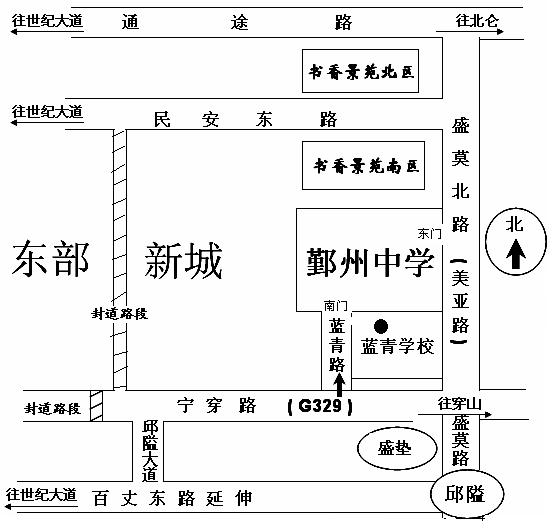 往世纪大道 通途路 往北仑
书香景苑北区
往世纪大道 民安东路
盛莫北路(美亚路)
书香景苑南区
东门
北
东部 新城 鄞州中学
封道路段
南门
蓝青路
蓝青学校
封道路段
宁穿路 (G329) 往穿山
邱隘大道
盛垫
盛莫路
往世纪大道 百丈东路延伸
邱隘